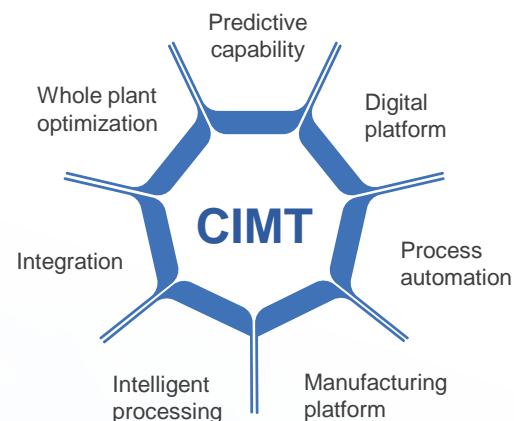 Predictive
capability
Digital
platform
Process
automation
Manufacturing
platform
Intelligent
processing
Integration
Whole plant
optimization
CIMT